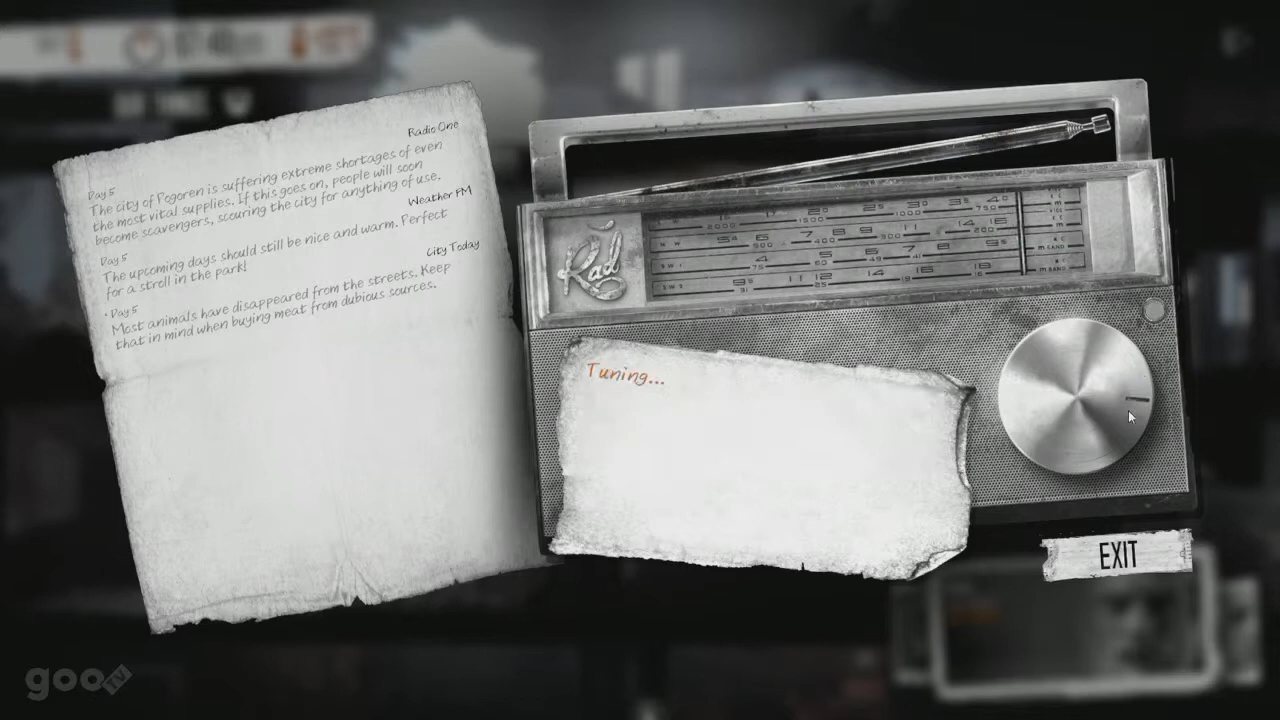 Radio One
Day 5
The city of Pogoren is suffering extreme shortages of even
the most vital supplies. If this goes on, people will soon
become scavengers, scouring the city for anything of use.
Weather FM
Day 5
The upcoming days should still be nice and warm. Perfect
for a stroll in the park!
City Today
• Day 5
Most animals have disappeared from the streets. Keep
that in mind when buying meat from dubious sources.
Rad
Tuning...
EXIT
goo TV